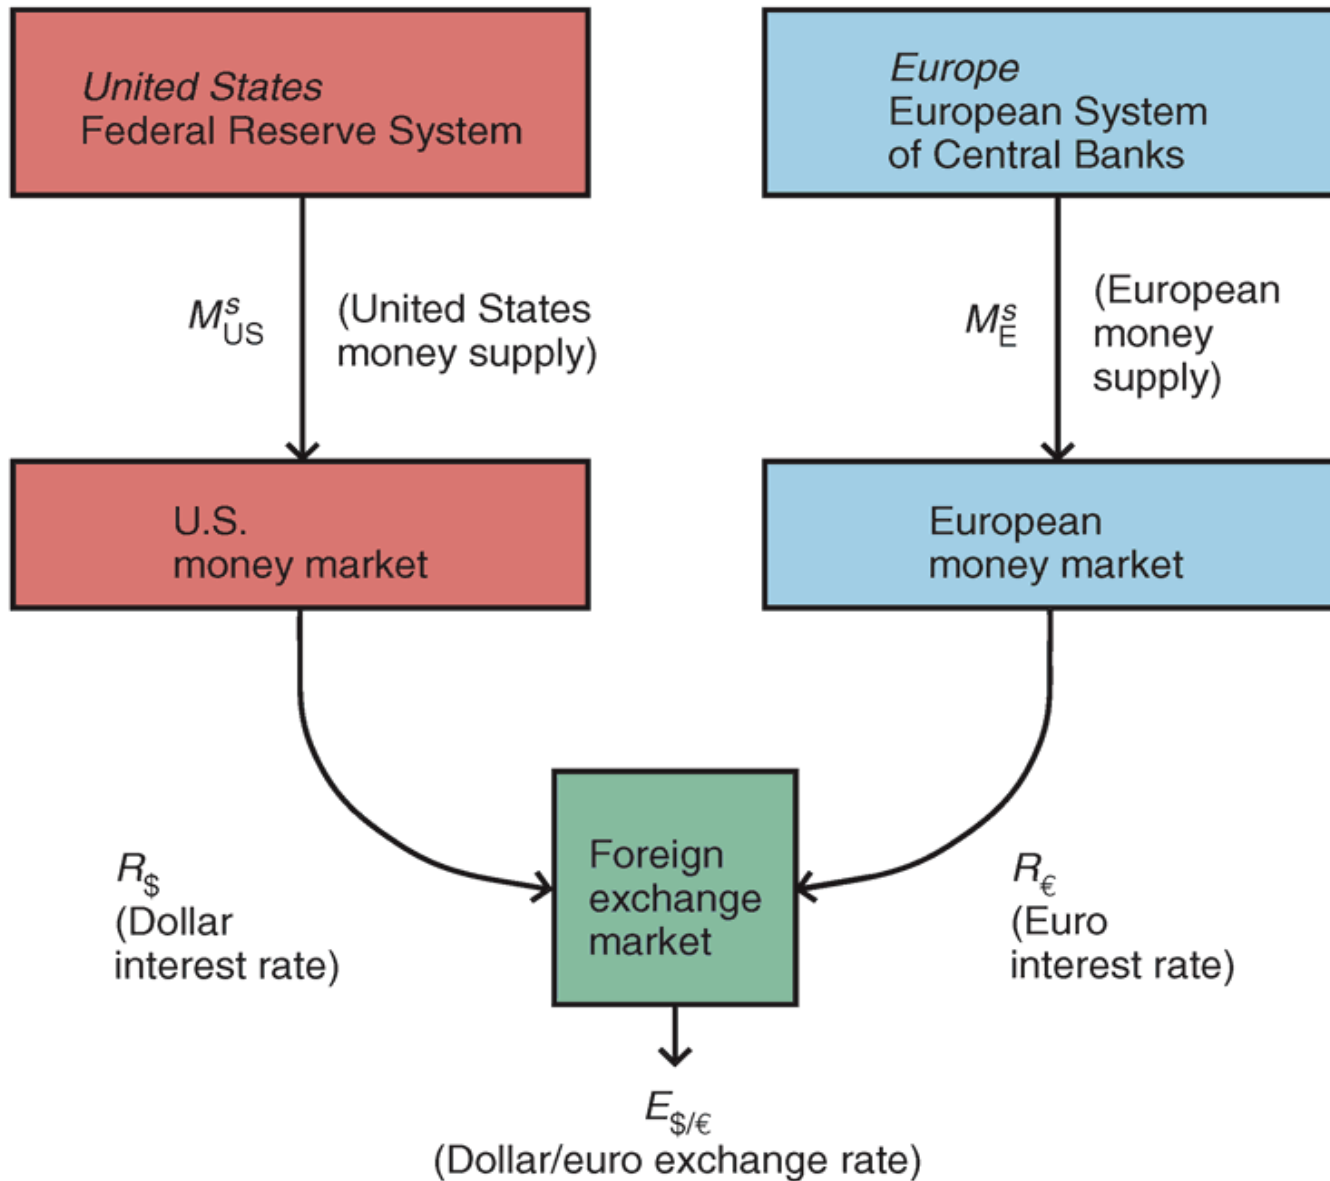 United States
Federal Reserve System
Europe
European System
of Central Banks
M^s_US
(United States
money supply)
M^s_E
(European
money
supply)
U.S.
money market
European
money market
R_$
(Dollar
interest rate)
Foreign
exchange
market
R_€
(Euro
interest rate)
E_$/€
(Dollar/euro exchange rate)